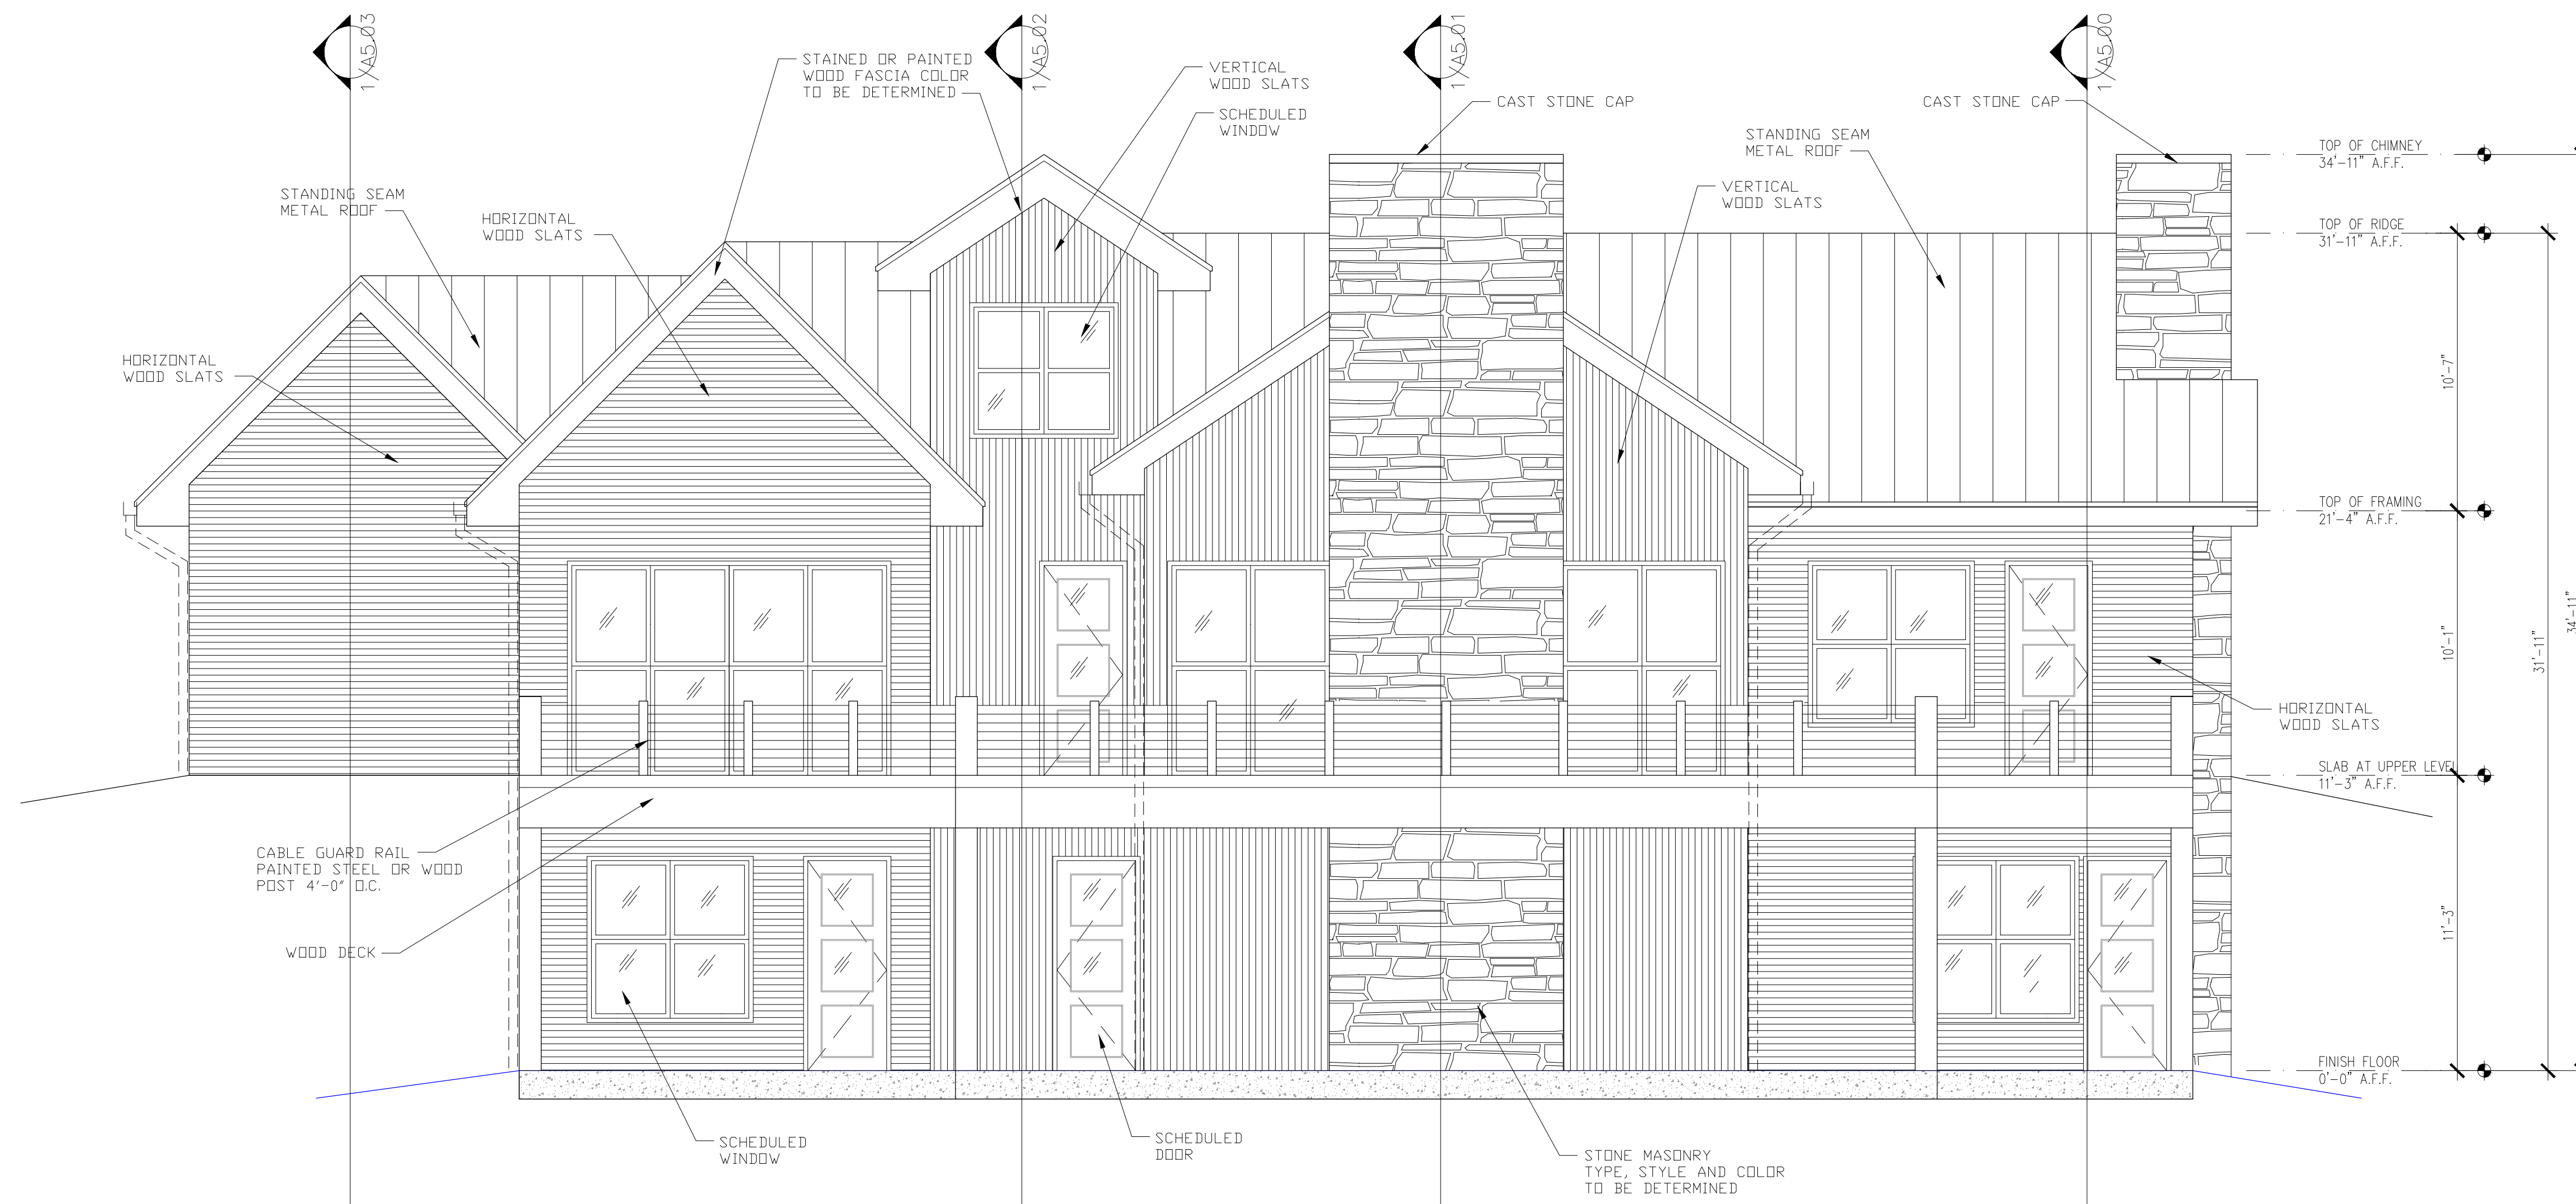 1/A5.03
1/A5.02
1/A5.01
1/A5.00
STAINED OR PAINTED
WOOD FASCIA COLOR
TO BE DETERMINED
VERTICAL
WOOD SLATS
SCHEDULED
WINDOW
CAST STONE CAP
CAST STONE CAP
STANDING SEAM
METAL ROOF
VERTICAL
WOOD SLATS
STANDING SEAM
METAL ROOF
HORIZONTAL
WOOD SLATS
HORIZONTAL
WOOD SLATS
TOP OF CHIMNEY
34'-11" A.F.F.
TOP OF RIDGE
31'-11" A.F.F.
10'-7"
TOP OF FRAMING
21'-4" A.F.F.
10'-1"
31'-11"
34'-11"
HORIZONTAL
WOOD SLATS
SLAB AT UPPER LEVEL
11'-3" A.F.F.
11'-3"
FINISH FLOOR
0'-0" A.F.F.
CABLE GUARD RAIL
PAINTED STEEL OR WOOD
POST 4'-0" O.C.
WOOD DECK
SCHEDULED
WINDOW
SCHEDULED
DOOR
STONE MASONRY
TYPE, STYLE AND COLOR
TO BE DETERMINED